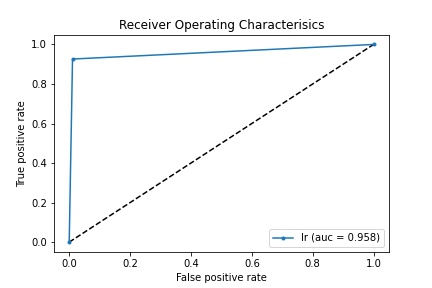 Receiver Operating Characterisics
1.0
0.8
0.6
0.4
0.2
0.0
True positive rate
lr (auc = 0.958)
0.0 0.2 0.4 0.6 0.8 1.0
False positive rate